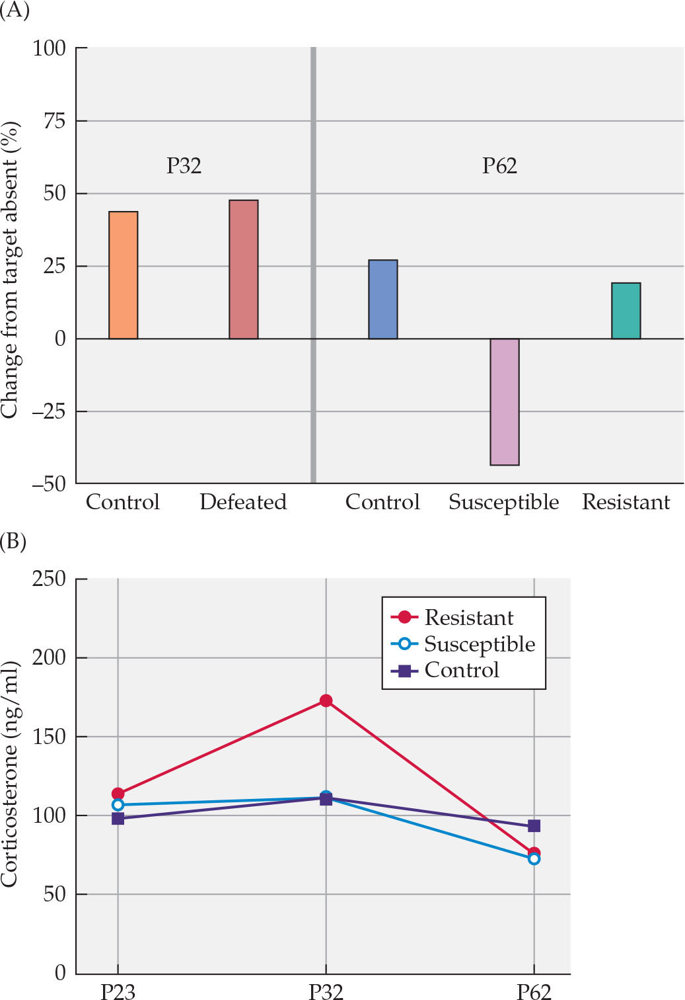 (A)
Change from target absent (%)
100
75
50
25
0
–25
–50
P32
P62
Control
Defeated
Control
Susceptible
Resistant
(B)
Corticosterone (ng/ml)
250
200
150
100
50
0
Resistant
Susceptible
Control
P23
P32
P62